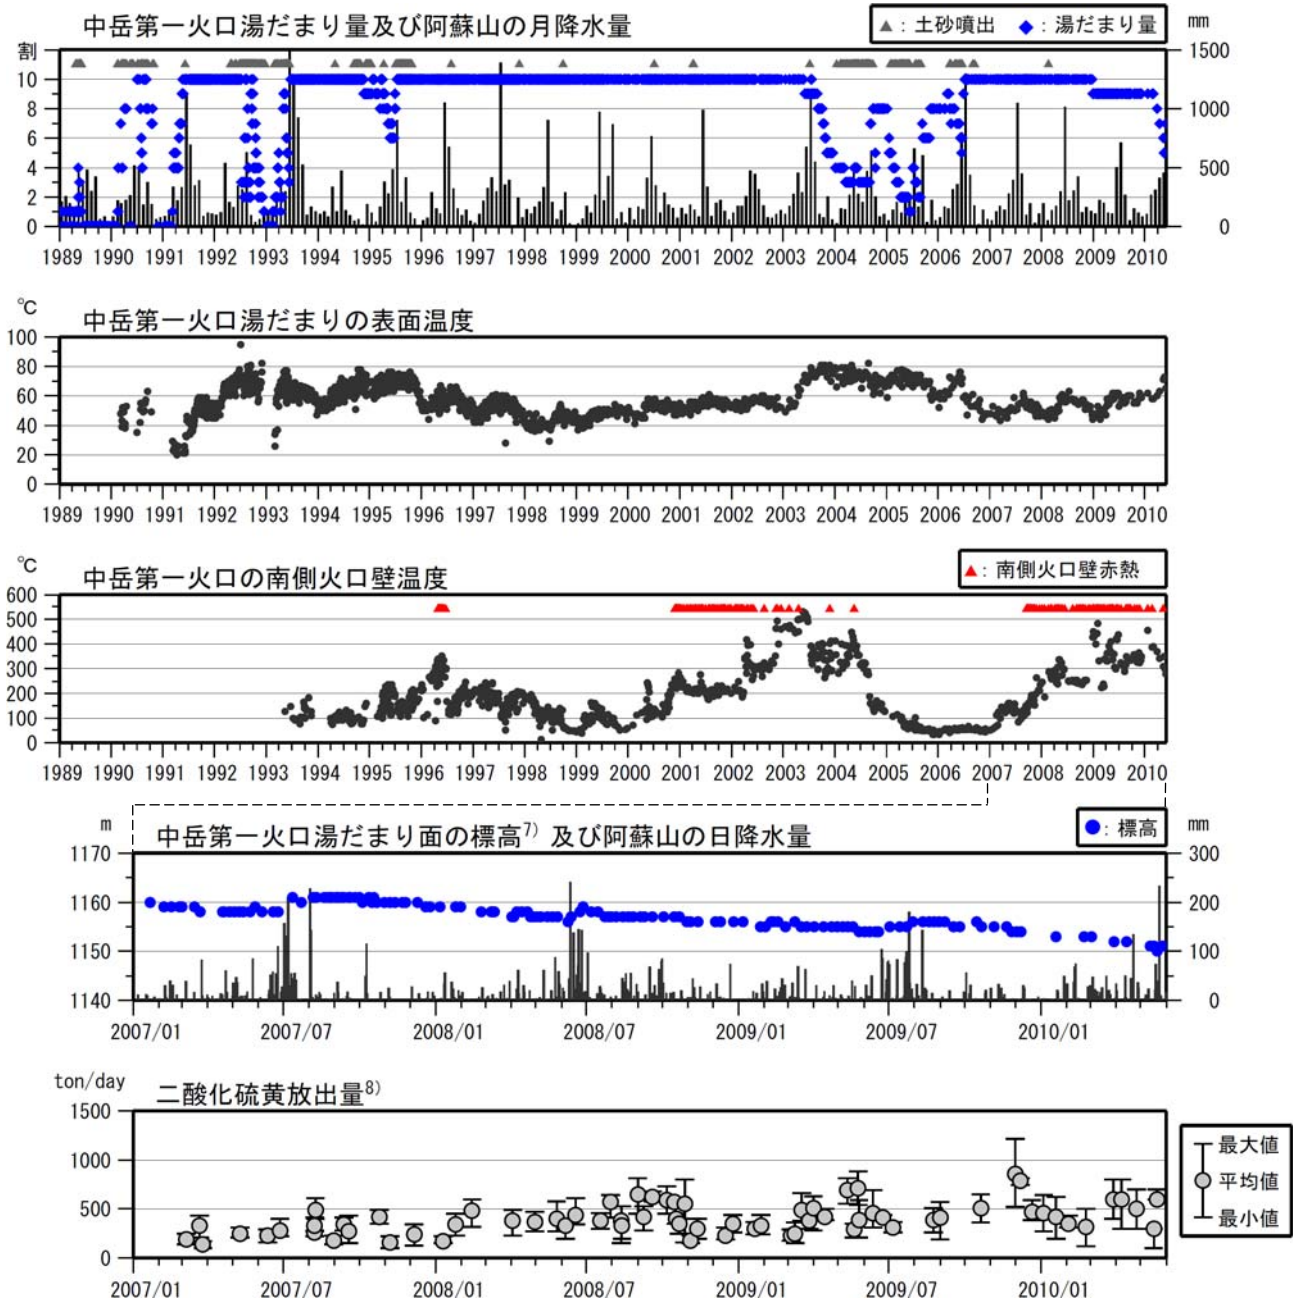 中岳第一火口湯だまり量及び阿蘇山の月降水量
▲：土砂噴出 ◆：湯だまり量
割 mm
10 8 6 4 2 0
1500 1000 500 0
1989 1990 1991 1992 1993 1994 1995 1996 1997 1998 1999 2000 2001 2002 2003 2004 2005 2006 2007 2008 2009 2010
℃
中岳第一火口湯だまりの表面温度
100 80 60 40 20 0
1989 1990 1991 1992 1993 1994 1995 1996 1997 1998 1999 2000 2001 2002 2003 2004 2005 2006 2007 2008 2009 2010
℃
中岳第一火口の南側火口壁温度
▲：南側火口壁赤熱
600 500 400 300 200 100 0
1989 1990 1991 1992 1993 1994 1995 1996 1997 1998 1999 2000 2001 2002 2003 2004 2005 2006 2007 2008 2009 2010
m
中岳第一火口湯だまり面の標高7) 及び阿蘇山の日降水量
●：標高
mm
1170 1160 1150 1140
300 200 100 0
2007/01 2007/07 2008/01 2008/07 2009/01 2009/07 2010/01
ton/day
二酸化硫黄放出量8)
1500 1000 500 0
最大値
平均値
最小値
2007/01 2007/07 2008/01 2008/07 2009/01 2009/07 2010/01